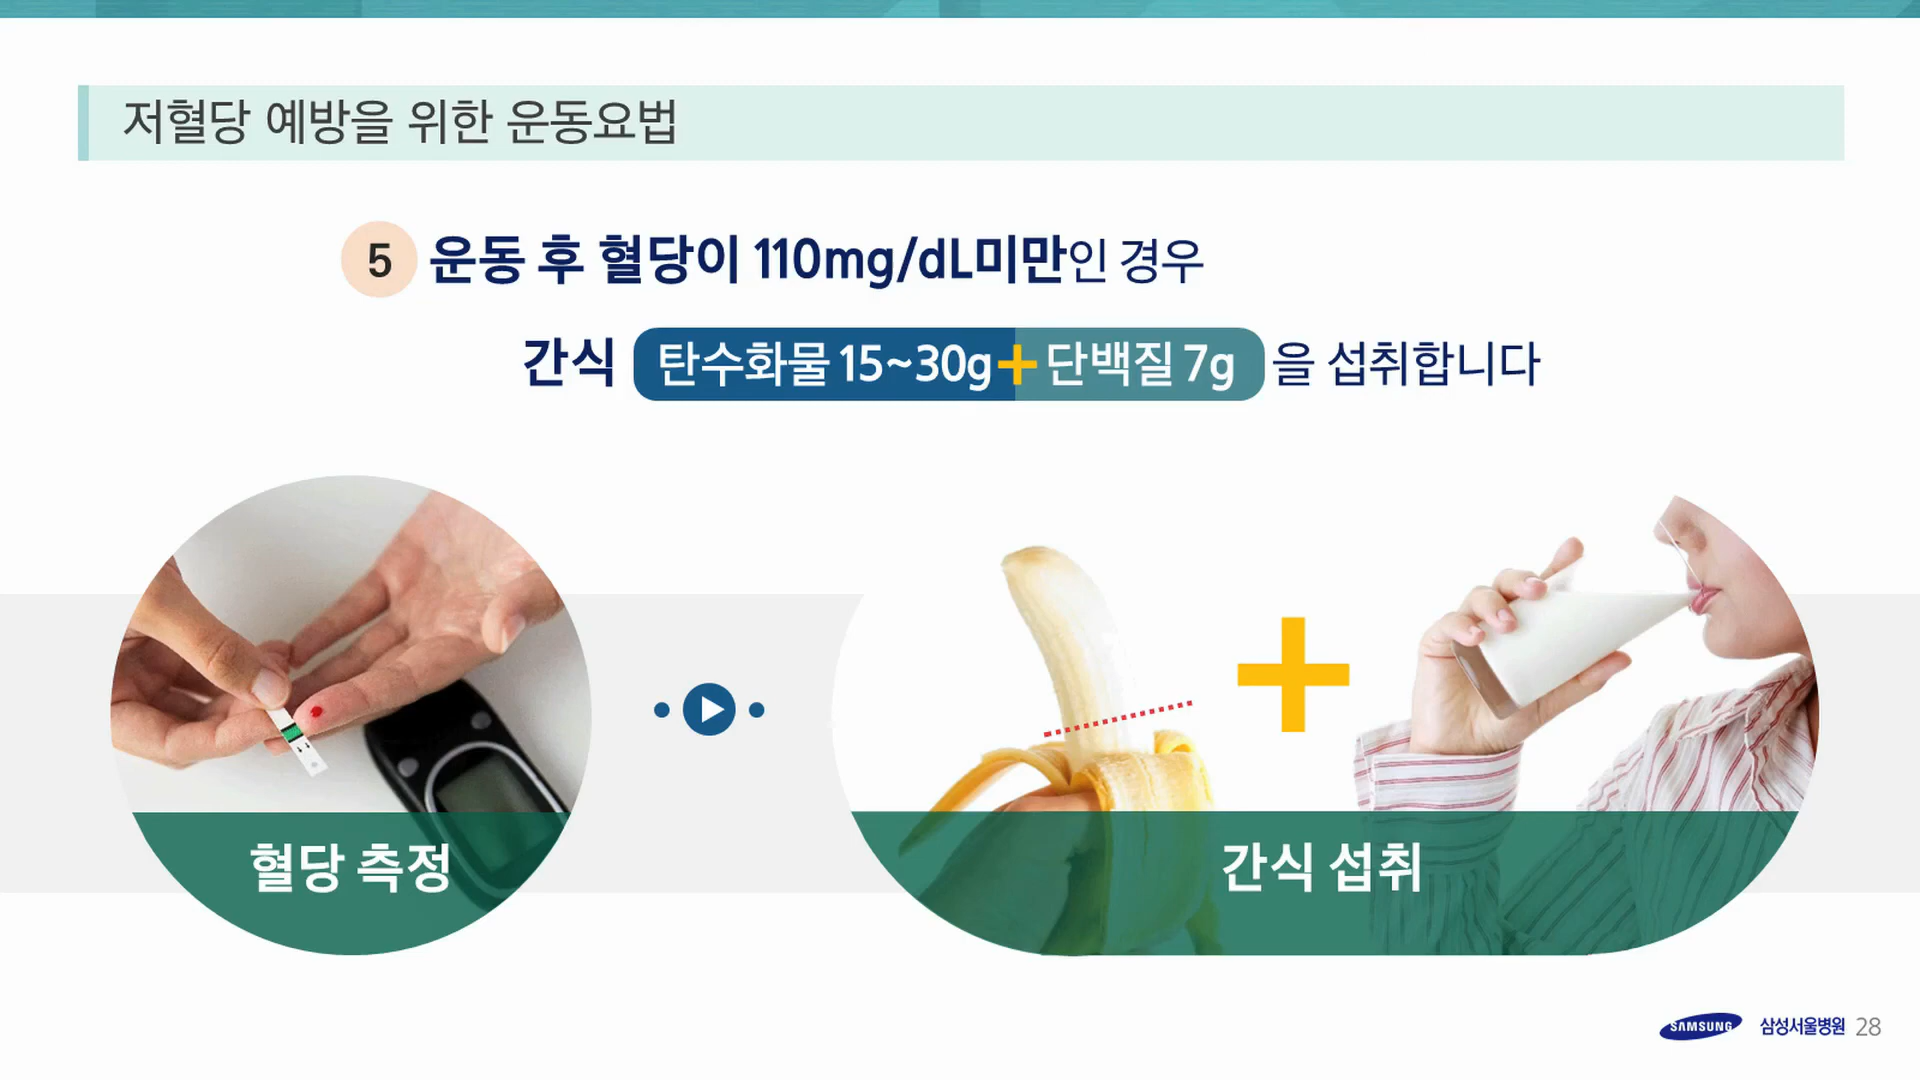 저혈당 예방을 위한 운동요법
5 운동 후 혈당이 110mg/dL미만인 경우
간식 탄수화물 15~30g+단백질 7g을 섭취합니다
혈당 측정
간식 섭취
SAMSUNG 삼성서울병원 28